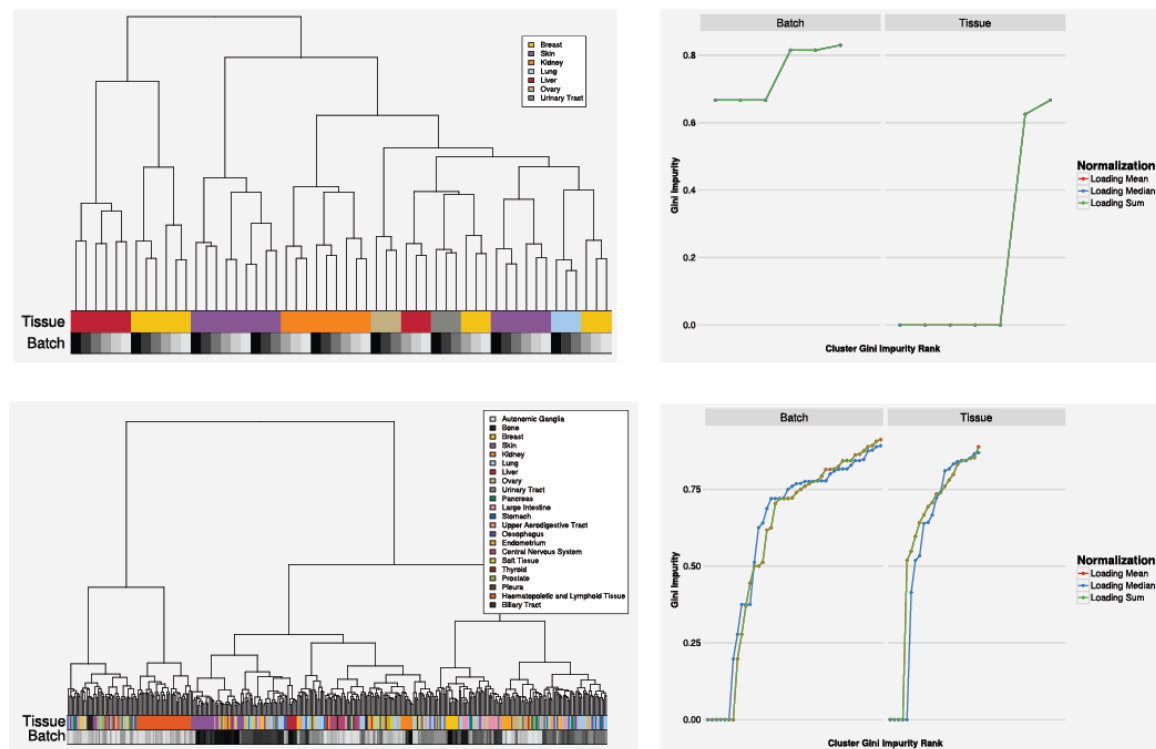 Breast
Skin
Kidney
Lung
Liver
Ovary
Urinary Tract
Tissue
Batch
Batch
Tissue
0.8
0.6
0.4
0.2
0.0
Gini Impurity
Cluster Gini Impurity Rank
Normalization
Loading Mean
Loading Median
Loading Sum
Autonomic Ganglia
Bone
Breast
Skin
Kidney
Lung
Liver
Ovary
Urinary Tract
Pancreas
Large Intestine
Stomach
Upper Aerodigestive Tract
Oesophagus
Endometrium
Central Nervous System
Soft Tissue
Thyroid
Prostate
Pleura
Haematopoietic and Lymphoid Tissue
Biliary Tract
Tissue
Batch
Batch
Tissue
0.75
0.50
0.25
0.00
Gini Impurity
Cluster Gini Impurity Rank
Normalization
Loading Mean
Loading Median
Loading Sum